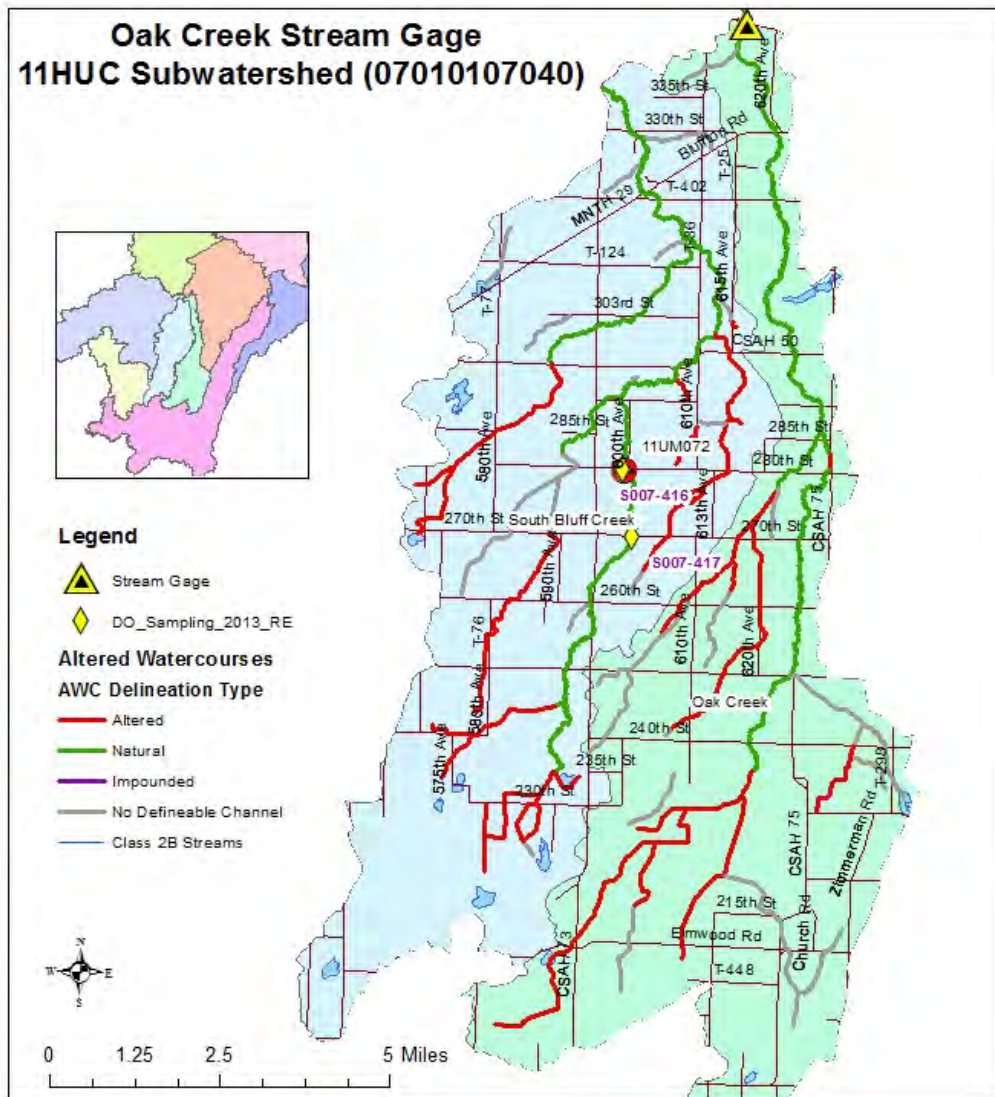 Oak Creek Stream Gage
11HUC Subwatershed (07010107040)
335th St
620th Ave
330th St
Bluffton Rd
T-25
T-402
MNTH 29
T-36
T-124
615th Ave
T-77
303rd St
CSAH 50
580th Ave
285th St
600th Ave
610th Ave
285th St
11UM072
280th St
S007-416
270th St
South Bluff Creek
613th Ave
270th St
CSAH 75
S007-417
590th Ave
260th St
T-76
610th Ave
620th Ave
580th Ave
Oak Creek
240th St
575th Ave
235th St
230th St
T-298
CSAH 75
Zimmerman Rd
215th St
Elmwood Rd
Church Rd
CSAH 73
T-448
Legend
Stream Gage
DO_Sampling_2013_RE
Altered Watercourses
AWC Delineation Type
Altered
Natural
Impounded
No Defineable Channel
Class 2B Streams
N
W E
S
0 1.25 2.5 5 Miles